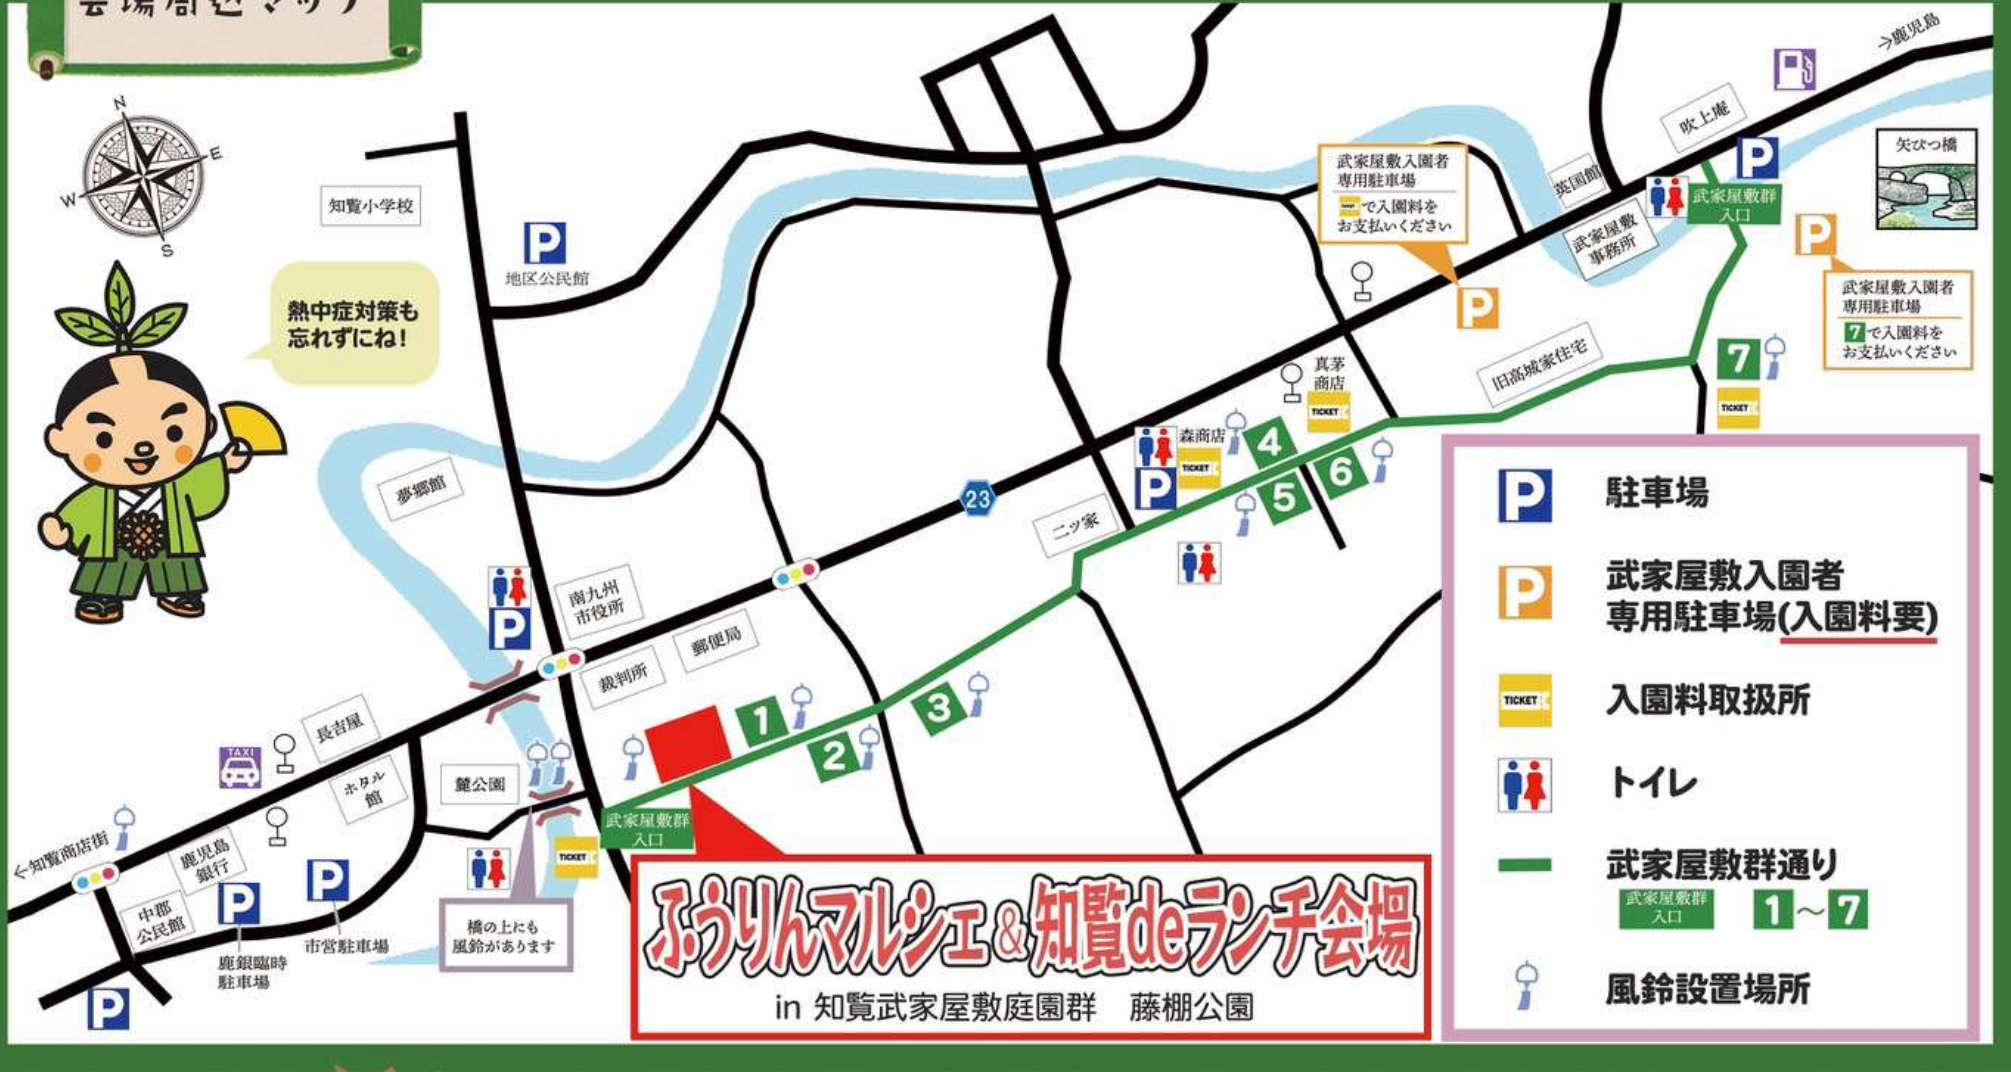 会場周辺マップ
N
E
W
S
知覧小学校
P
地区公民館
熱中症対策も
忘れずにね!
夢郷館
P
南九州
市役所
郵便局
裁判所
長吉屋
TAXI
ホタル
館
麓公園
←知覧商店街
鹿児島
銀行
中郡
公民館
P
鹿銀臨時
駐車場
P
市営駐車場
P
橋の上にも
風鈴があります
TICKET
武家屋敷群
入口
1
2
3
23
二ツ家
森商店
TICKET
P
4
5
6
真茅
商店
TICKET
武家屋敷入園者
専用駐車場
TICKETで入園料を
お支払いください
P
英国館
武家屋敷
事務所
吹上庵
→鹿児島
P
武家屋敷群
入口
矢びつ橋
P
武家屋敷入園者
専用駐車場
7で入園料を
お支払いください
旧高城家住宅
7
TICKET
ふうりんマルシェ&知覧deランチ会場
in 知覧武家屋敷庭園群 藤棚公園
P 駐車場
P 武家屋敷入園者
専用駐車場(入園料要)
TICKET 入園料取扱所
トイレ
武家屋敷群通り
武家屋敷群
入口
1~7
風鈴設置場所